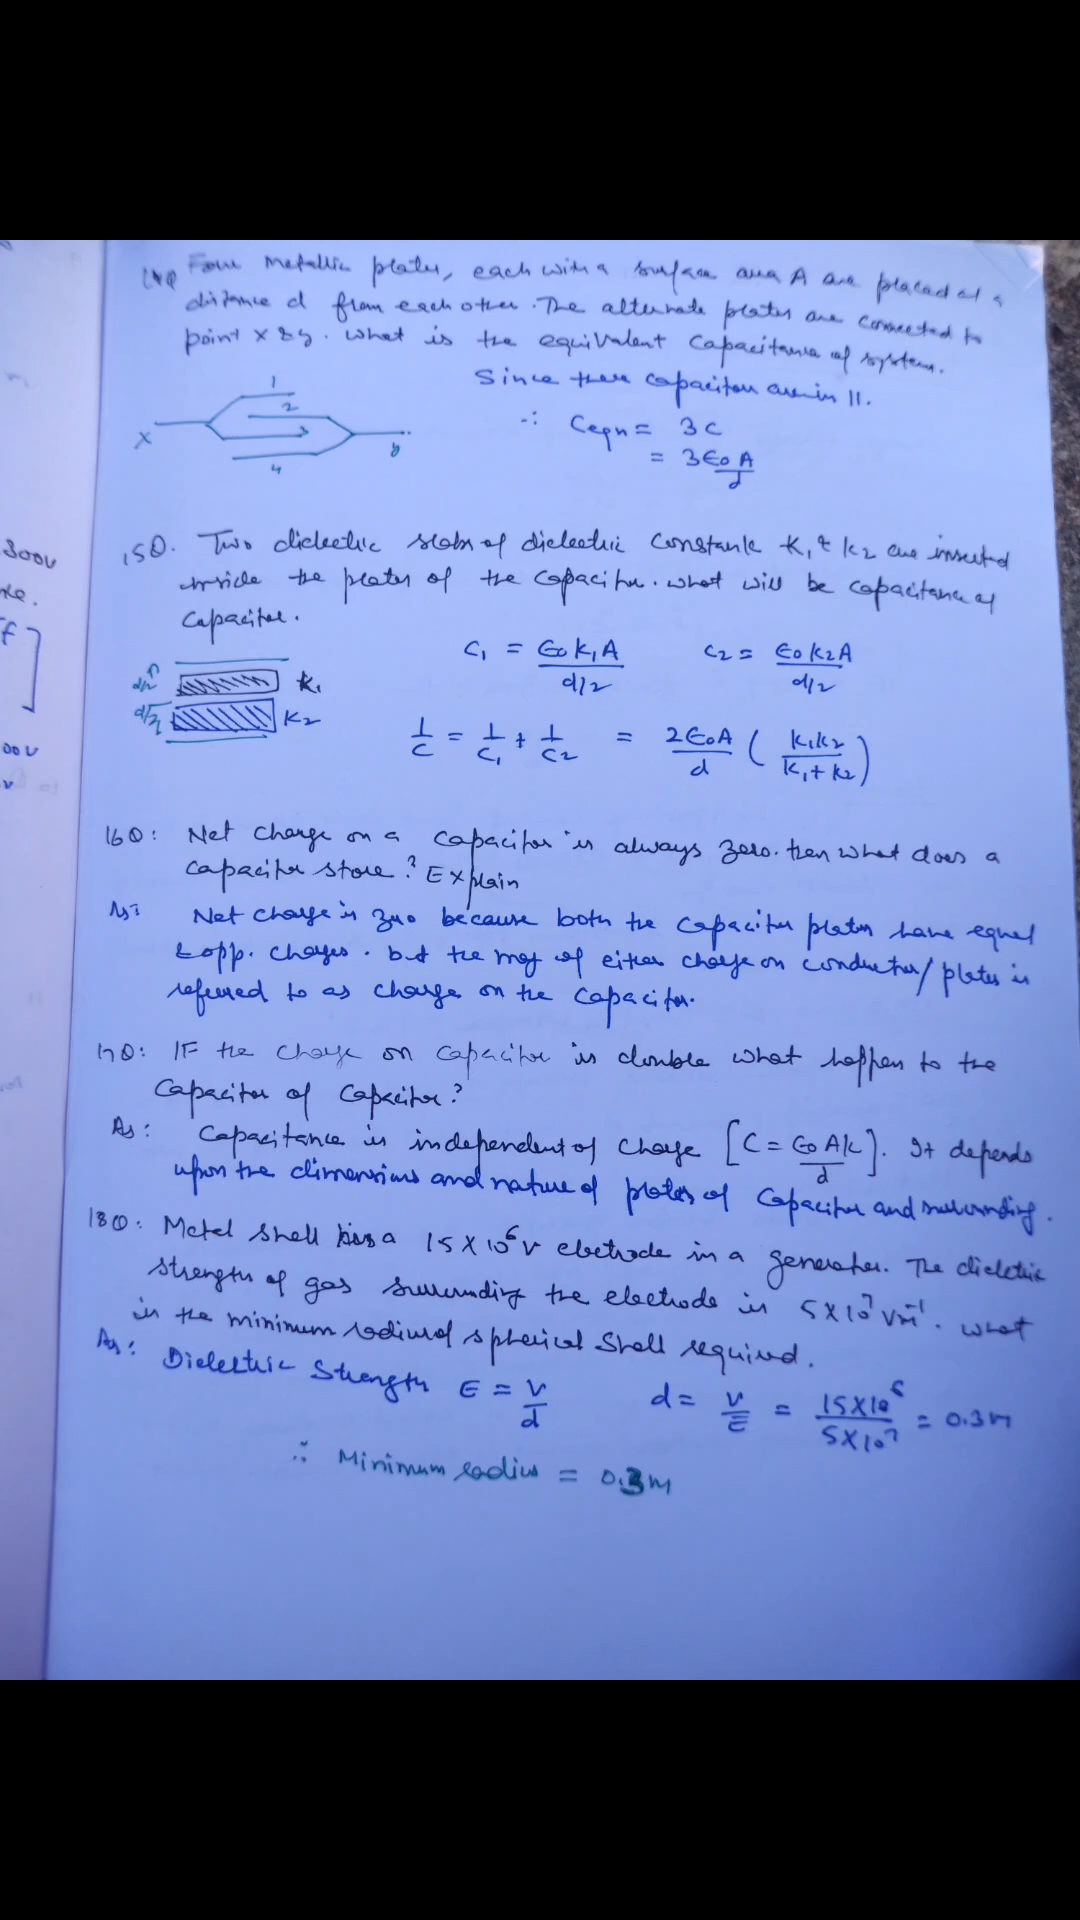 14Q Four Metallic plates, each with a surface area A are placed at a
distance d from each other. The alternate plates are connected to
point X & y. What is the equivalent capacitance of system.
Since these capacitors are in ||.
1
2
3
4
X
y
∴ Ceqn = 3C
= 3ε₀A/d
15Q. Two dielectric slabs of dielectric constant K₁ & K₂ are inserted
inside the plates of the capacitor. what will be capacitance of
capacitor.
C₁ = ε₀K₁A / d/2 C₂ = ε₀K₂A / d/2
d/2 K₁
d/2 K₂
1/C = 1/C₁ + 1/C₂ = 2ε₀A/d (K₁K₂ / K₁+K₂)
16Q: Net charge on a capacitor is always zero. then what does a
capacitor store? Explain
As: Net charge is zero because both the capacitor plates have equal
& opp. charges. but the mag of either charge on conductor/plates is
referred to as charge on the capacitor.
17Q: IF the charge on capacitor is double what happen to the
capacitor of capacitor?
As: Capacitance is independent of charge [C = ε₀AK/d]. It depends
upon the dimensions and nature of plates of capacitor and surrounding.
18Q: Metal shell has a 15X10⁶V electrode in a generator. The dieletric
strength of gas surrounding the electrode is 5X10⁷Vm⁻¹. what
is the minimum radius of spherical shell required.
As: Dielectric Strength E = V/d d = V/E = 15X10⁶/5X10⁷ = 0.3m
∴ Minimum radius = 0.3m
300V
00V